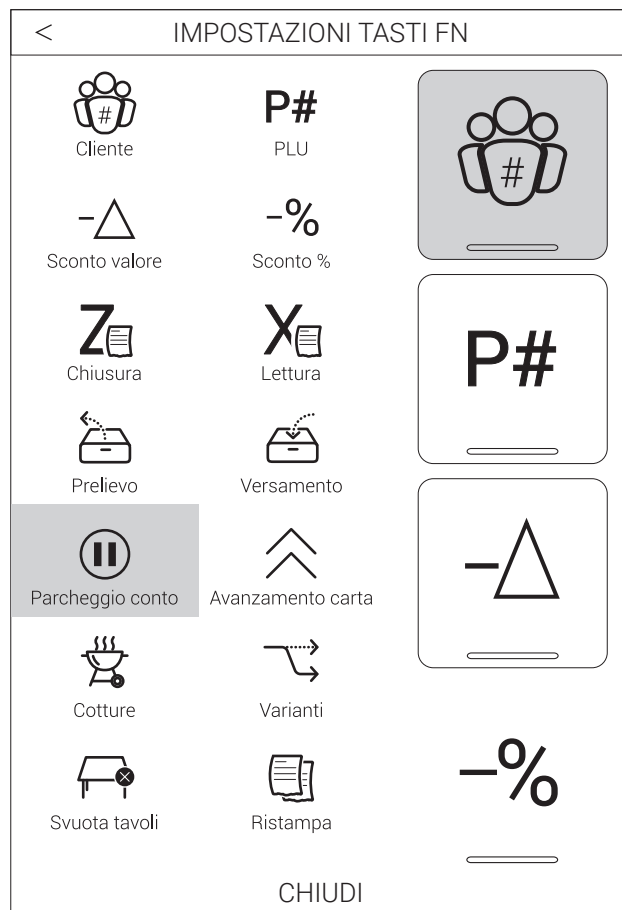 < IMPOSTAZIONI TASTI FN
#
Cliente
P#
PLU
#
−△
Sconto valore
−%
Sconto %
Z
Chiusura
X
Lettura
P#
Prelievo
Versamento
Parcheggio conto
Avanzamento carta
−△
Cotture
Varianti
Svuota tavoli
Ristampa
−%
CHIUDI